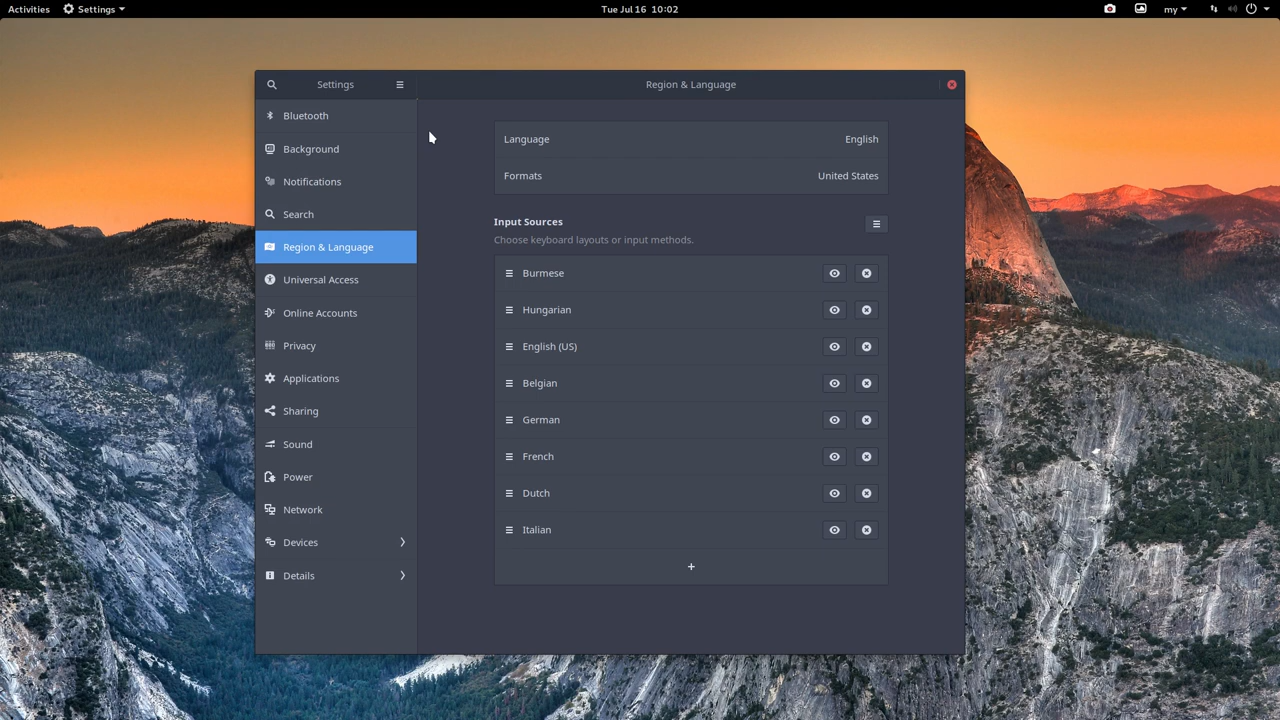 Activities
Settings
Tue Jul 16 10:02
my
Settings
Region & Language
Bluetooth
Background
Notifications
Search
Region & Language
Universal Access
Online Accounts
Privacy
Applications
Sharing
Sound
Power
Network
Devices
Details
Language English
Formats United States
Input Sources
Choose keyboard layouts or input methods.
Burmese
Hungarian
English (US)
Belgian
German
French
Dutch
Italian
+